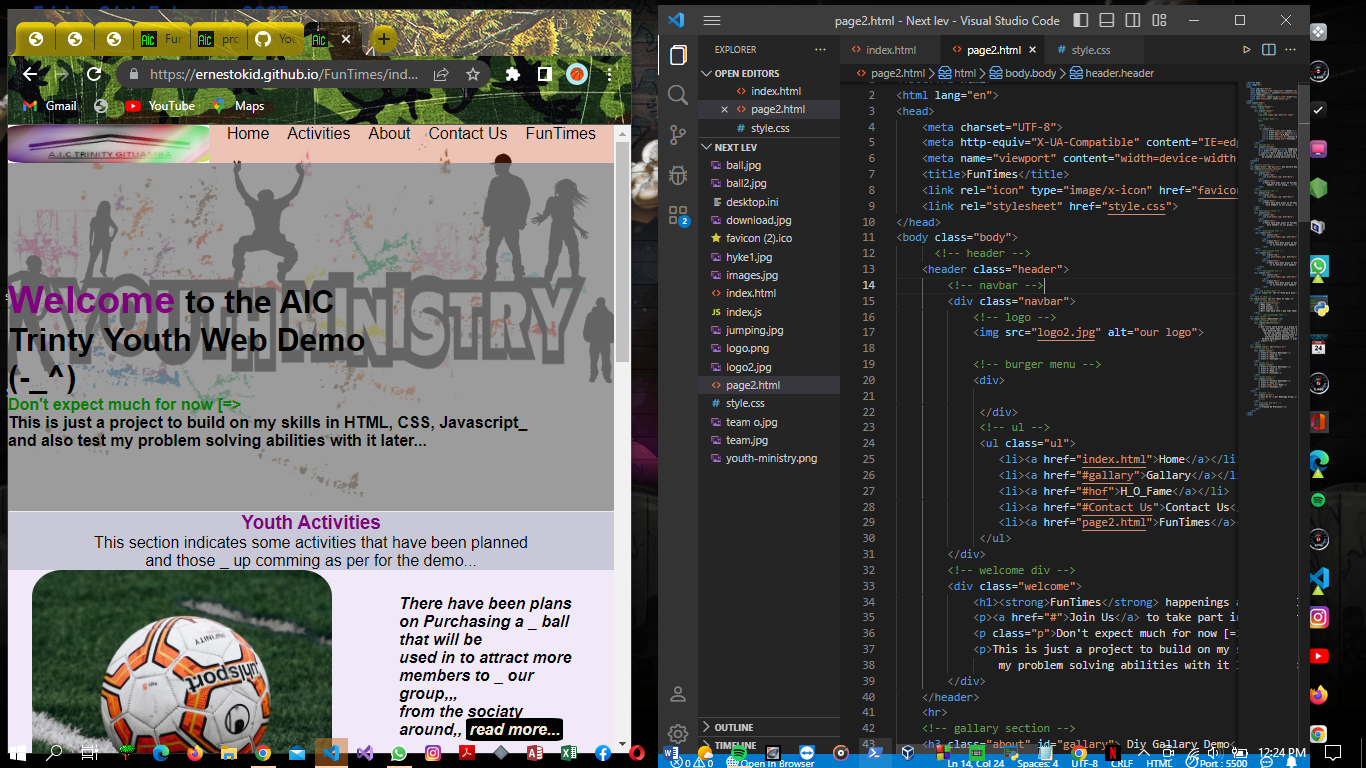 Fun
pro
You
https://ernestokid.github.io/FunTimes/ind...
Gmail
YouTube
Maps
A.I.C TRINITY GITUAMBA
Home Activities About Contact Us FunTimes
YOUTH MINISTRY
Welcome to the AIC
Trinty Youth Web Demo
(-_^)
Don't expect much for now [=>
This is just a project to build on my skills in HTML, CSS, Javascript_
and also test my problem solving abilities with it later...
Youth Activities
This section indicates some activities that have been planned
and those _ up comming as per for the demo...
There have been plans
on Purchasing a _ ball
that will be
used in to attract more
members to _ our
group,,,
from the sociaty
around,, read more...
page2.html - Next lev - Visual Studio Code
EXPLORER
index.html
page2.html
style.css
page2.html > html > body.body > header.header
OPEN EDITORS
index.html
page2.html
style.css
NEXT LEV
ball.jpg
ball2.jpg
desktop.ini
download.jpg
favicon (2).ico
hyke1.jpg
images.jpg
index.html
index.js
jumping.jpg
logo.png
logo2.jpg
page2.html
style.css
team o.jpg
team.jpg
youth-ministry.png
OUTLINE
TIMELINE
2 <html lang="en">
3 <head>
4 <meta charset="UTF-8">
5 <meta http-equiv="X-UA-Compatible" content="IE=edg
6 <meta name="viewport" content="width=device-width
7 <title>FunTimes</title>
8 <link rel="icon" type="image/x-icon" href="favicon
9 <link rel="stylesheet" href="style.css">
10 </head>
11 <body class="body">
12 <!-- header -->
13 <header class="header">
14 <!-- navbar -->
15 <div class="navbar">
16 <!-- logo -->
17 <img src="logo2.jpg" alt="our logo">
18
19 <!-- burger menu -->
20 <div>
21
22 </div>
23 <!-- ul -->
24 <ul class="ul">
25 <li><a href="index.html">Home</a></li
26 <li><a href="#gallary">Gallary</a></l
27 <li><a href="#hof">H_O_Fame</a></li>
28 <li><a href="#Contact Us">Contact Us<
29 <li><a href="page2.html">FunTimes</a>
30 </ul>
31 </div>
32 <!-- welcome div -->
33 <div class="welcome">
34 <h1><strong>FunTimes</strong> happenings a
35 <p><a href="#">Join Us</a> to take part in
36 <p class="p">Don't expect much for now [=
37 <p>This is just a project to build on my s
38 my problem solving abilities with it l
39 </div>
40 </header>
41 <hr>
42 <!-- gallary section -->
43 <h class="about" id="gallary"> Diy Gallary Demo
0 0 Open In Browser Ln 14, Col 24 Spaces: 4 UTF-8 CRLF HTML Port : 5500
12:24 PM